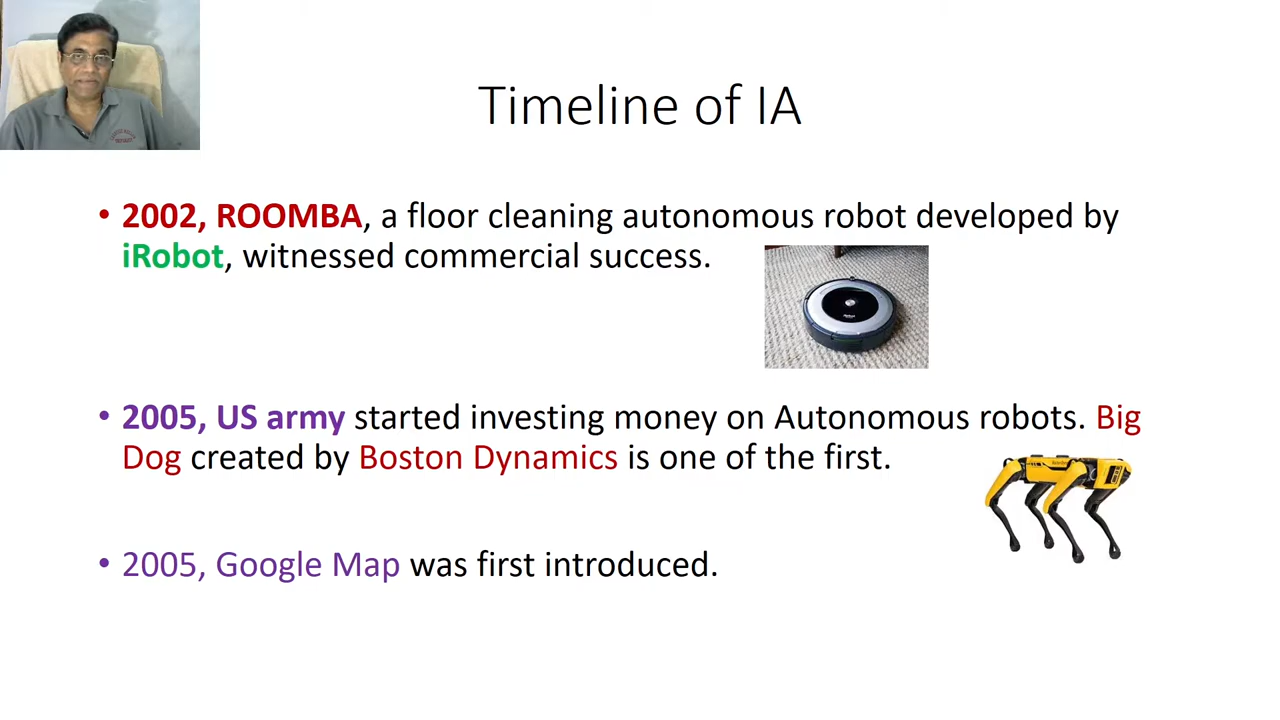 Timeline of IA
• 2002, ROOMBA, a floor cleaning autonomous robot developed by
iRobot, witnessed commercial success.
• 2005, US army started investing money on Autonomous robots. Big
Dog created by Boston Dynamics is one of the first.
• 2005, Google Map was first introduced.